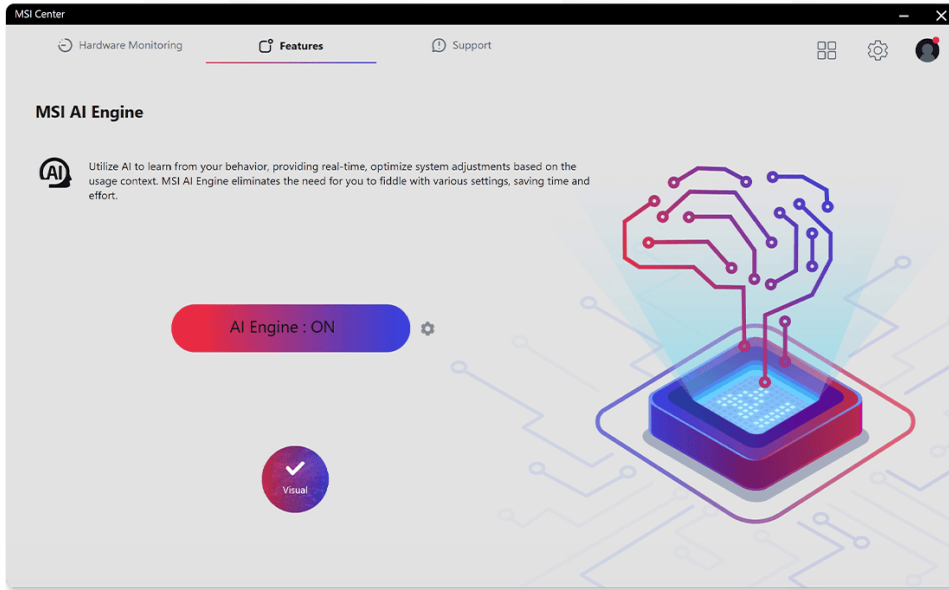 MSI Center
Hardware Monitoring
Features
Support
MSI AI Engine
AI
Utilize AI to learn from your behavior, providing real-time, optimize system adjustments based on the
usage context. MSI AI Engine eliminates the need for you to fiddle with various settings, saving time and
effort.
AI Engine : ON
Visual